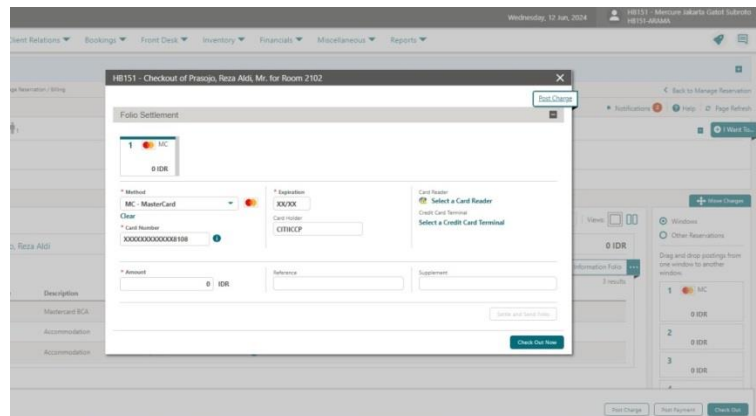 Wednesday, 12 Jun, 2024
HB151 - Mercure Jakarta Gatot Subroto
HB151-ARAMA
Client Relations
Bookings
Front Desk
Inventory
Financials
Miscellaneous
Reports
HB151 - Checkout of Prasojo, Reza Aldi, Mr. for Room 2102
Manage Reservation / Billing
Back to Manage Reservation
Post Charge
Notifications
Help
Page Refresh
Folio Settlement
I Want To...
1 MC
0 IDR
* Method
MC - MasterCard
Clear
* Card Number
XXXXXXXXXXXX8108
* Expiration
XX/XX
Card Holder
CITIICCP
Card Reader
Select a Card Reader
Credit Card Terminal
Select a Credit Card Terminal
Move Charges
Views
Windows
Other Reservations
, Reza Aldi
0 IDR
Drag and drop postings from
one window to another
window.
Information Folio
3 results
* Amount
0 IDR
Reference
Supplement
Description
Mastercard BCA
Accommodation
Accommodation
1 MC
0 IDR
2
0 IDR
3
0 IDR
Check Out Now
Post Charge
Post Payment
Check Out